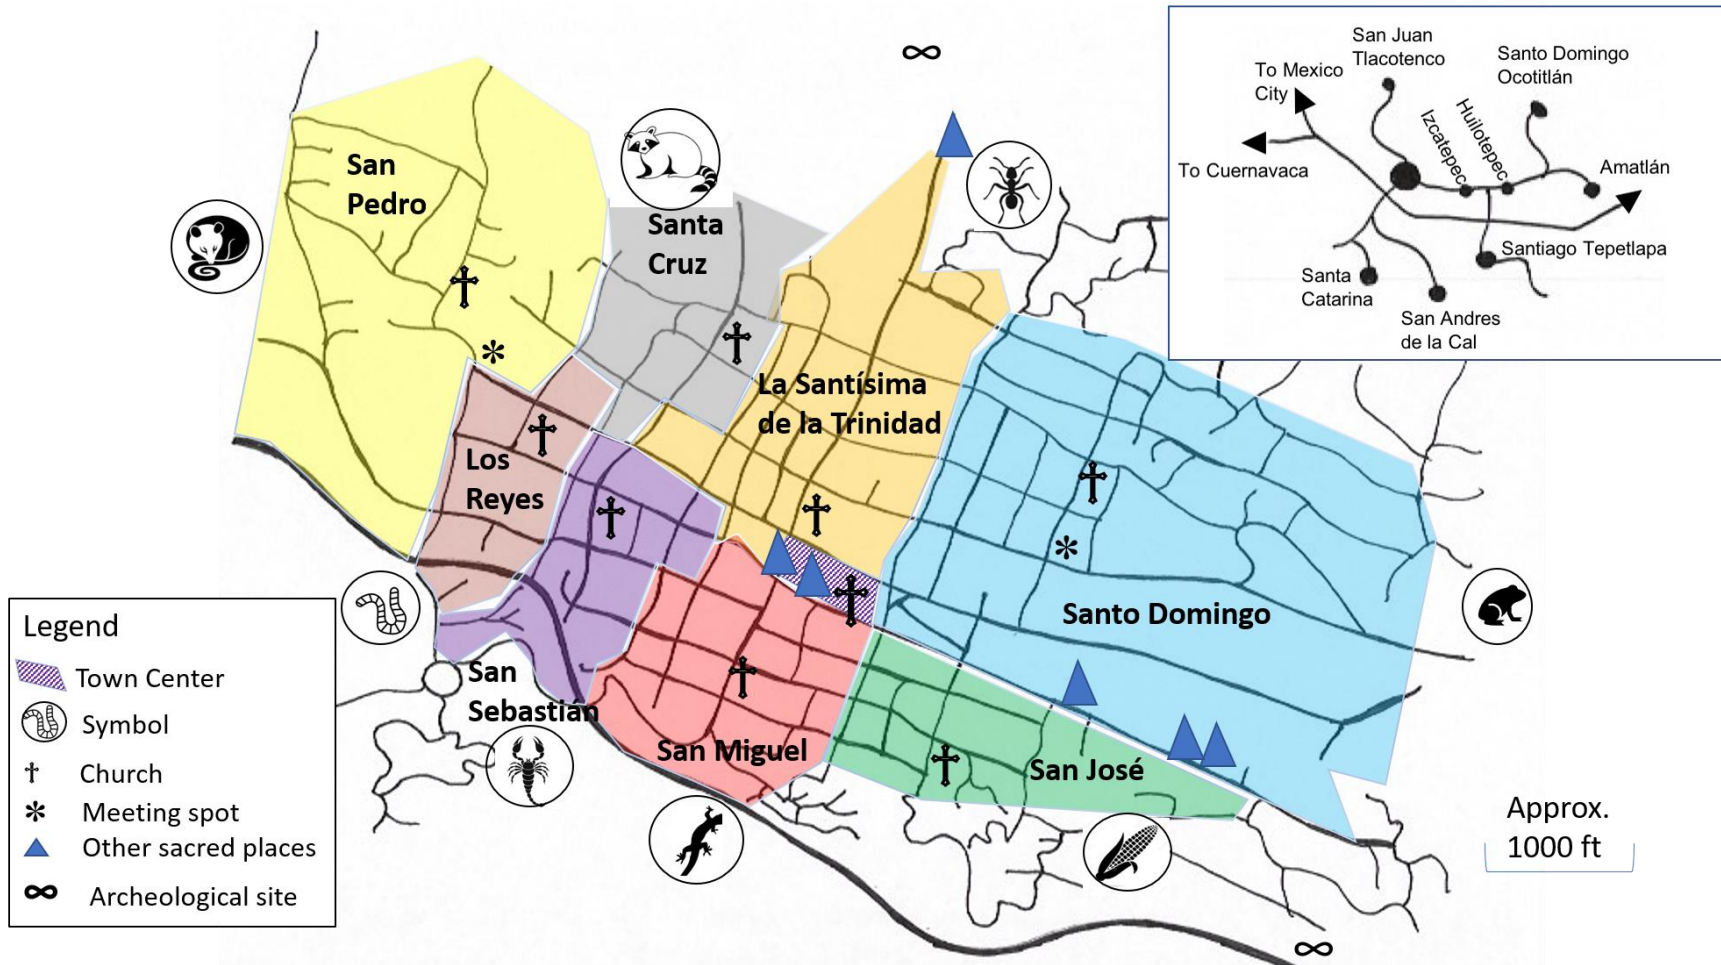 San
Pedro
Santa
Cruz
La Santísima
de la Trinidad
Los
Reyes
Santo Domingo
San
Sebastián
San Miguel
San José
San Juan
Tlacotenco
Santo Domingo
Ocotitlán
To Mexico
City
Izcatepec
Huilotepec
To Cuernavaca
Amatlán
Santiago Tepetlapa
Santa
Catarina
San Andres
de la Cal
Legend
Town Center
Symbol
Church
Meeting spot
Other sacred places
Archeological site
Approx.
1000 ft